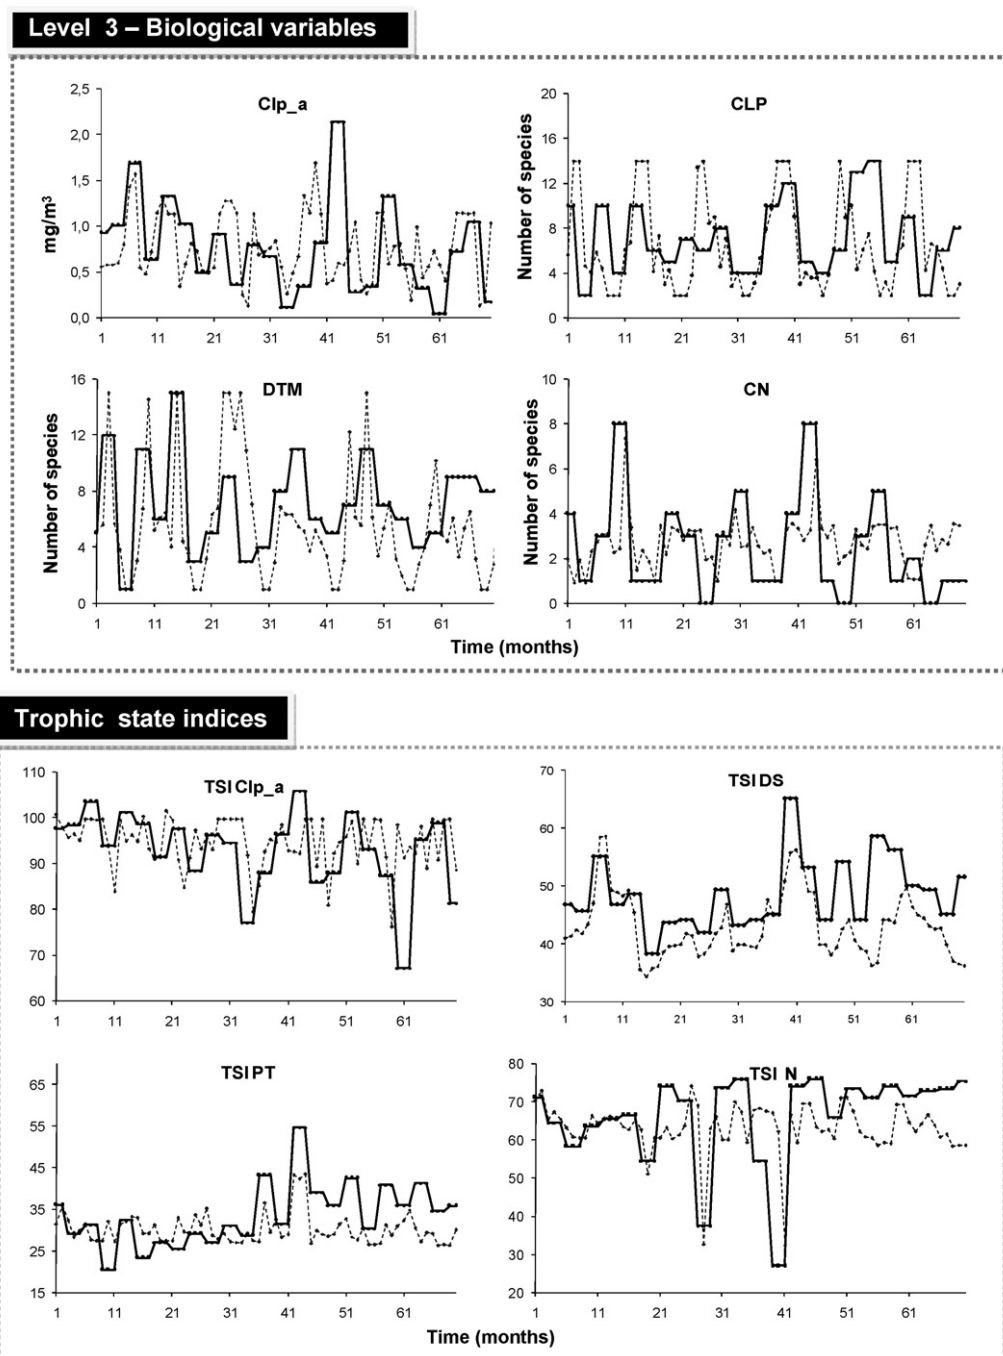 Level 3 – Biological variables
Clp_a
mg/m³
2,5
2,0
1,5
1,0
0,5
0,0
1 11 21 31 41 51 61
CLP
Number of species
20
16
12
8
4
0
1 11 21 31 41 51 61
DTM
Number of species
16
12
8
4
0
1 11 21 31 41 51 61
CN
Number of species
10
8
6
4
2
0
1 11 21 31 41 51 61
Time (months)
Trophic state indices
TSIClp_a
110
100
90
80
70
60
1 11 21 31 41 51 61
TSIDS
70
60
50
40
30
1 11 21 31 41 51 61
TSIPT
65
55
45
35
25
15
1 11 21 31 41 51 61
TSI N
80
70
60
50
40
30
20
1 11 21 31 41 51 61
Time (months)